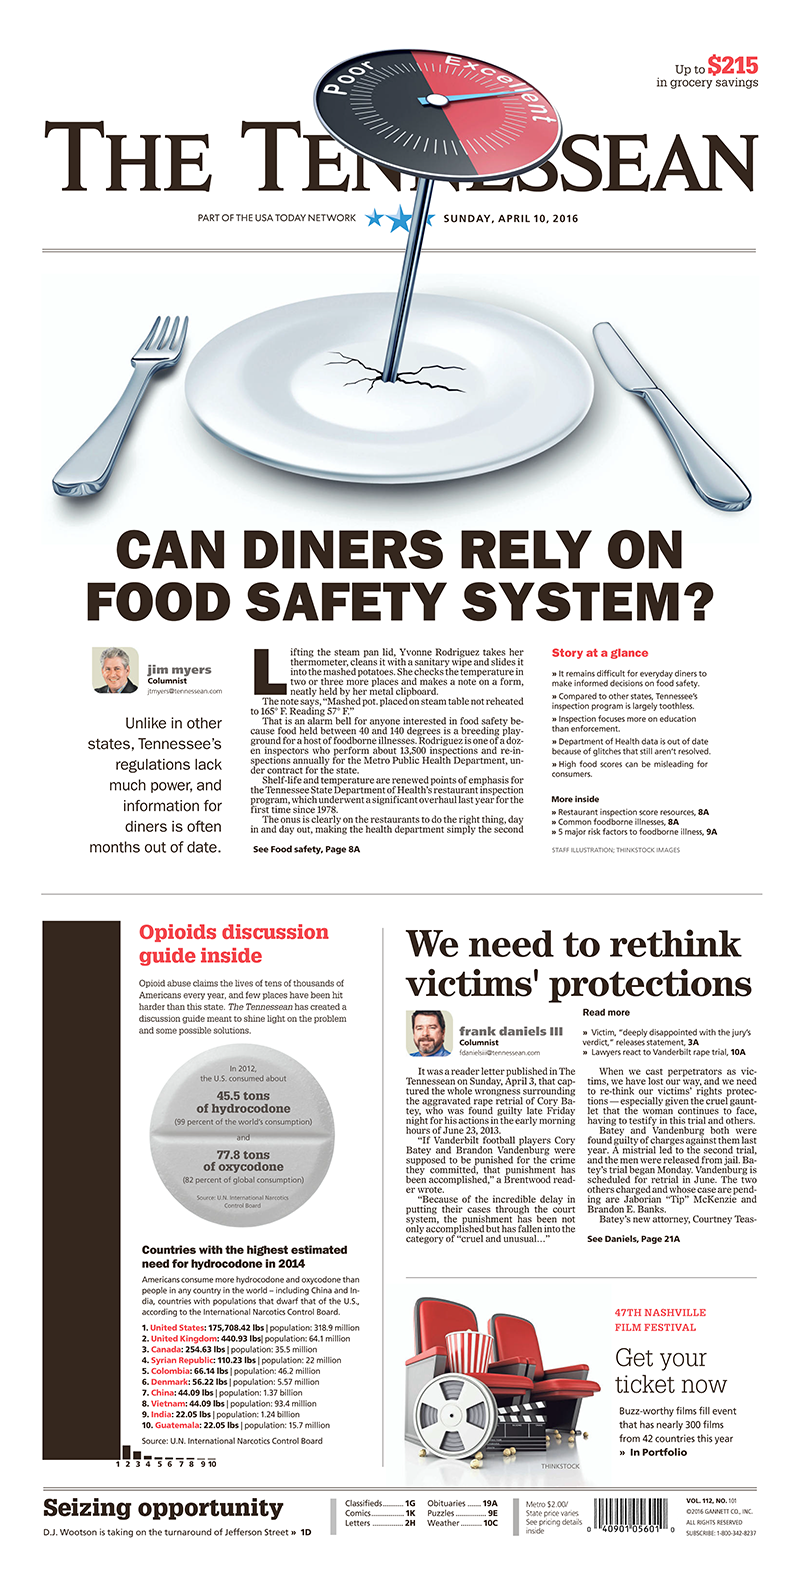 Poor
Excellent
Up to $215
in grocery savings
THE TENNESSEAN
PART OF THE USA TODAY NETWORK
SUNDAY, APRIL 10, 2016
CAN DINERS RELY ON
FOOD SAFETY SYSTEM?
jim myers
Columnist
jtmyers@tennessean.com
Unlike in other
states, Tennessee's
regulations lack
much power, and
information for
diners is often
months out of date.
Lifting the steam pan lid, Yvonne Rodriguez takes her
thermometer, cleans it with a sanitary wipe and slides it
into the mashed potatoes. She checks the temperature in
two or three more places and makes a note on a form,
neatly held by her metal clipboard.
The note says, “Mashed pot. placed on steam table not reheated
to 165° F. Reading 57° F.”
That is an alarm bell for anyone interested in food safety be-
cause food held between 40 and 140 degrees is a breeding play-
ground for a host of foodborne illnesses. Rodriguez is one of a doz-
en inspectors who perform about 13,500 inspections and re-in-
spections annually for the Metro Public Health Department, un-
der contract for the state.
Shelf-life and temperature are renewed points of emphasis for
the Tennessee State Department of Health's restaurant inspection
program, which underwent a significant overhaul last year for the
first time since 1978.
The onus is clearly on the restaurants to do the right thing, day
in and day out, making the health department simply the second
See Food safety, Page 8A
Story at a glance
» It remains difficult for everyday diners to
make informed decisions on food safety.
» Compared to other states, Tennessee's
inspection program is largely toothless.
» Inspection focuses more on education
than enforcement.
» Department of Health data is out of date
because of glitches that still aren't resolved.
» High food scores can be misleading for
consumers.
More inside
» Restaurant inspection score resources, 8A
» Common foodborne illnesses, 8A
» 5 major risk factors to foodborne illness, 9A
STAFF ILLUSTRATION; THINKSTOCK IMAGES
Opioids discussion
guide inside
Opioid abuse claims the lives of tens of thousands of
Americans every year, and few places have been hit
harder than this state. The Tennessean has created a
discussion guide meant to shine light on the problem
and some possible solutions.
In 2012,
the U.S. consumed about
45.5 tons
of hydrocodone
(99 percent of the world's consumption)
and
77.8 tons
of oxycodone
(82 percent of global consumption)
Source: U.N. International Narcotics
Control Board
Countries with the highest estimated
need for hydrocodone in 2014
Americans consume more hydrocodone and oxycodone than
people in any country in the world – including China and In-
dia, countries with populations that dwarf that of the U.S.,
according to the International Narcotics Control Board.
1. United States: 175,708.42 lbs | population: 318.9 million
2. United Kingdom: 440.93 lbs| population: 64.1 million
3. Canada: 254.63 lbs | population: 35.5 million
4. Syrian Republic: 110.23 lbs | population: 22 million
5. Colombia: 66.14 lbs | population: 46.2 million
6. Denmark: 56.22 lbs | population: 5.57 million
7. China: 44.09 lbs | population: 1.37 billion
8. Vietnam: 44.09 lbs | population: 93.4 million
9. India: 22.05 lbs | population: 1.24 billion
10. Guatemala: 22.05 lbs | population: 15.7 million
Source: U.N. International Narcotics Control Board
1 2 3 4 5 6 7 8 9 10
We need to rethink
victims' protections
frank daniels III
Columnist
fdanielsiii@tennessean.com
Read more
» Victim, “deeply disappointed with the jury's
verdict,” releases statement, 3A
» Lawyers react to Vanderbilt rape trial, 10A
It was a reader letter published in The
Tennessean on Sunday, April 3, that cap-
tured the whole wrongness surrounding
the aggravated rape retrial of Cory Ba-
tey, who was found guilty late Friday
night for his actions in the early morning
hours of June 23, 2013.
“If Vanderbilt football players Cory
Batey and Brandon Vandenburg were
supposed to be punished for the crime
they committed, that punishment has
been accomplished,” a Brentwood read-
er wrote.
“Because of the incredible delay in
putting their cases through the court
system, the punishment has been not
only accomplished but has fallen into the
category of “cruel and unusual...”
When we cast perpetrators as vic-
tims, we have lost our way, and we need
to re-think our victims' rights protec-
tions — especially given the cruel gaunt-
let that the woman continues to face,
having to testify in this trial and others.
Batey and Vandenburg both were
found guilty of charges against them last
year. A mistrial led to the second trial,
and the men were released from jail. Ba-
tey's trial began Monday. Vandenburg is
scheduled for retrial in June. The two
others charged and whose case are pend-
ing are Jaborian “Tip” McKenzie and
Brandon E. Banks.
Batey's new attorney, Courtney Teas-
See Daniels, Page 21A
47TH NASHVILLE
FILM FESTIVAL
Get your
ticket now
Buzz-worthy films fill event
that has nearly 300 films
from 42 countries this year
» In Portfolio
THINKSTOCK
Seizing opportunity
D.J. Wootson is taking on the turnaround of Jefferson Street » 1D
Classifieds........... 1G
Comics................ 1K
Letters ................ 2H
Obituaries ...... 19A
Puzzles .............. 9E
Weather .......... 10C
Metro $2.00/
State price varies
See pricing details
inside
0 40901 05601 0
VOL. 112, NO. 101
©2016 GANNETT CO., INC.
ALL RIGHTS RESERVED
SUBSCRIBE: 1-800-342-8237